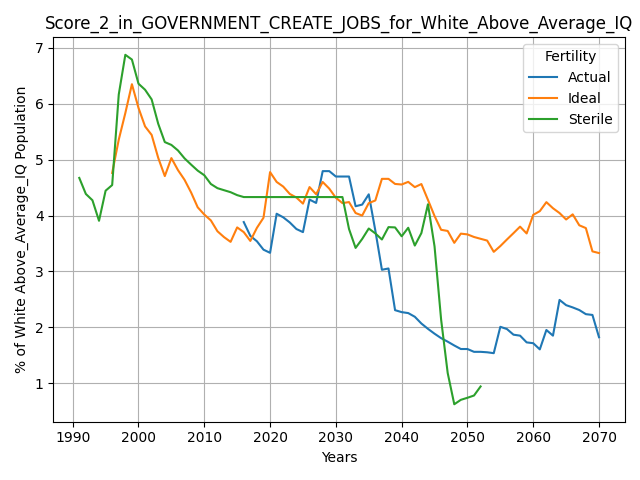 Score_2_in_GOVERNMENT_CREATE_JOBS_for_White_Above_Average_IQ
Fertility
Actual
Ideal
Sterile
% of White Above_Average_IQ Population
7
6
5
4
3
2
1
1990 2000 2010 2020 2030 2040 2050 2060 2070
Years